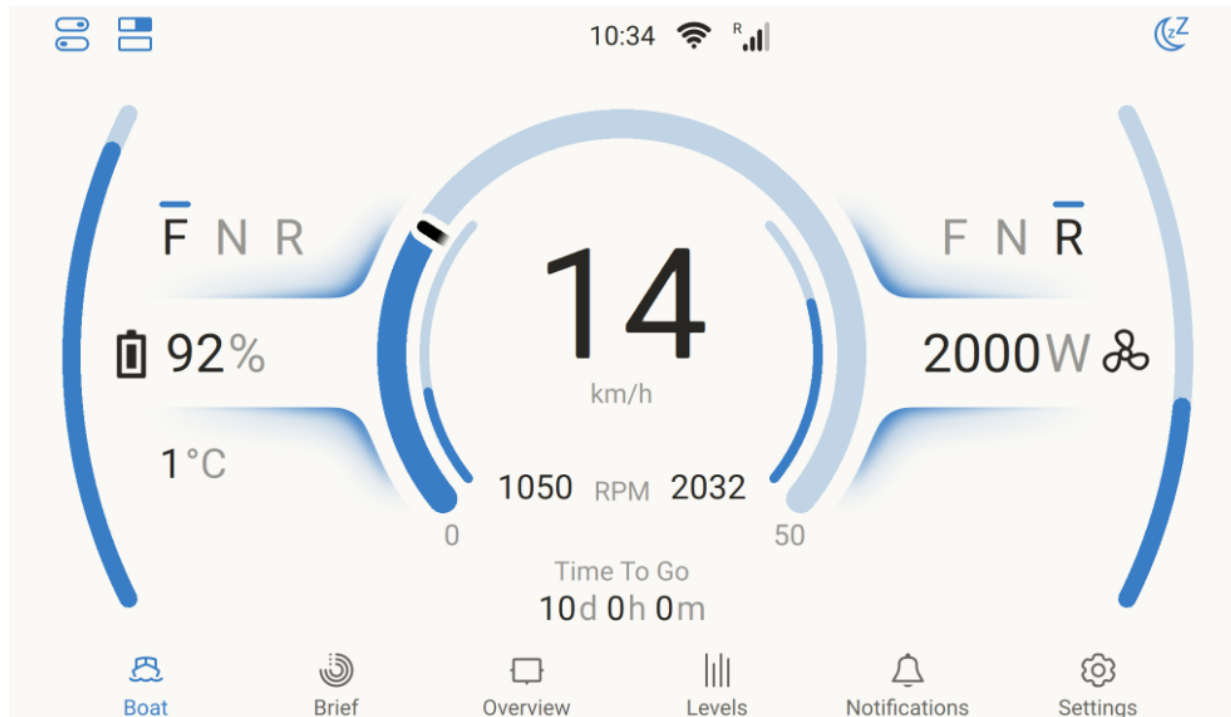 10:34 R
zZ
F N R
F N R
14
km/h
92%
2000W
1°C
1050 RPM 2032
0
50
Time To Go
10d 0h 0m
Boat
Brief
Overview
Levels
Notifications
Settings